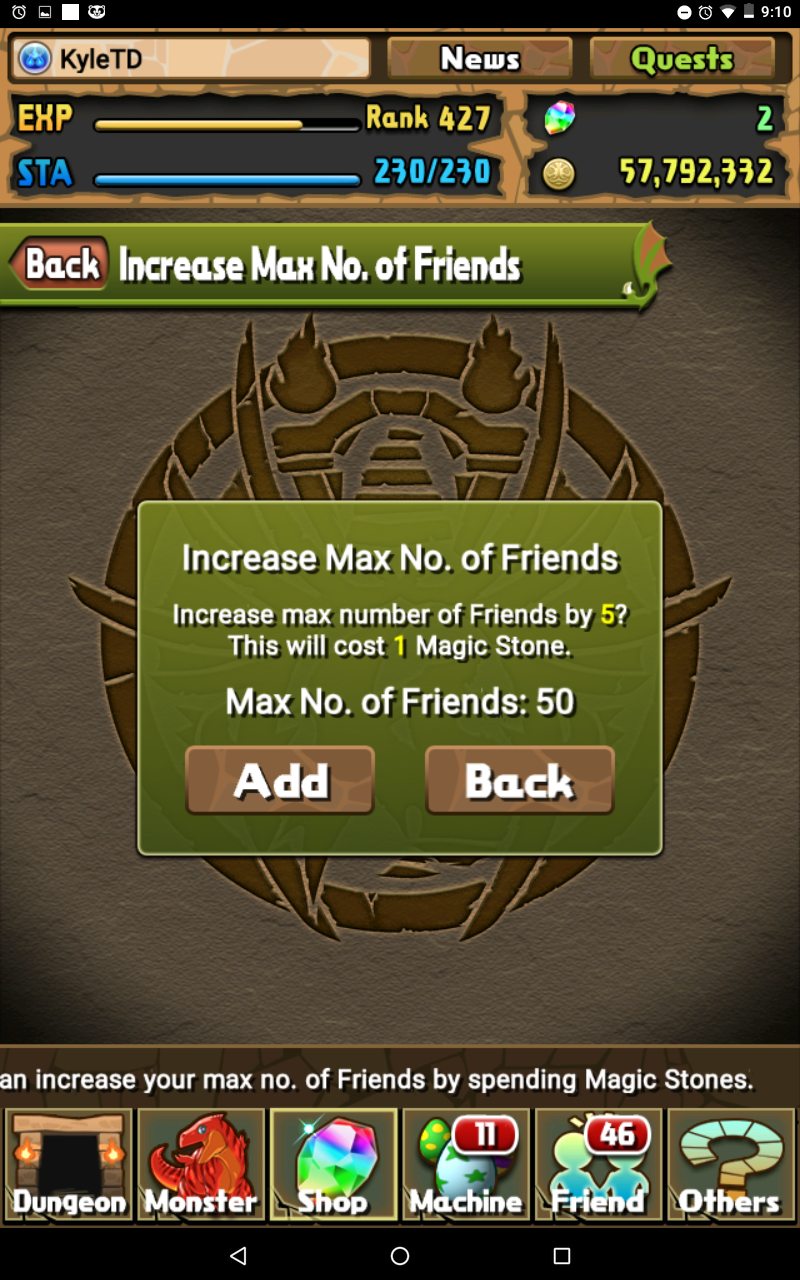 9:10
KyleTD
News
Quests
EXP
Rank 427
2
STA
230/230
57,792,332
Back
Increase Max No. of Friends
Increase Max No. of Friends
Increase max number of Friends by 5?
This will cost 1 Magic Stone.
Max No. of Friends: 50
Add
Back
an increase your max no. of Friends by spending Magic Stones.
11
46
Dungeon
Monster
Shop
Machine
Friend
Others